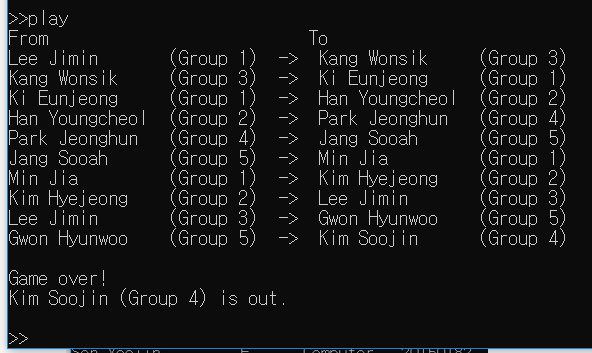 >>play
From To
Lee Jimin (Group 1) -> Kang Wonsik (Group 3)
Kang Wonsik (Group 3) -> Ki Eunjeong (Group 1)
Ki Eunjeong (Group 1) -> Han Youngcheol (Group 2)
Han Youngcheol (Group 2) -> Park Jeonghun (Group 4)
Park Jeonghun (Group 4) -> Jang Sooah (Group 5)
Jang Sooah (Group 5) -> Min Jia (Group 1)
Min Jia (Group 1) -> Kim Hyejeong (Group 2)
Kim Hyejeong (Group 2) -> Lee Jimin (Group 3)
Lee Jimin (Group 3) -> Gwon Hyunwoo (Group 5)
Gwon Hyunwoo (Group 5) -> Kim Soojin (Group 4)
Game over!
Kim Soojin (Group 4) is out.
>>